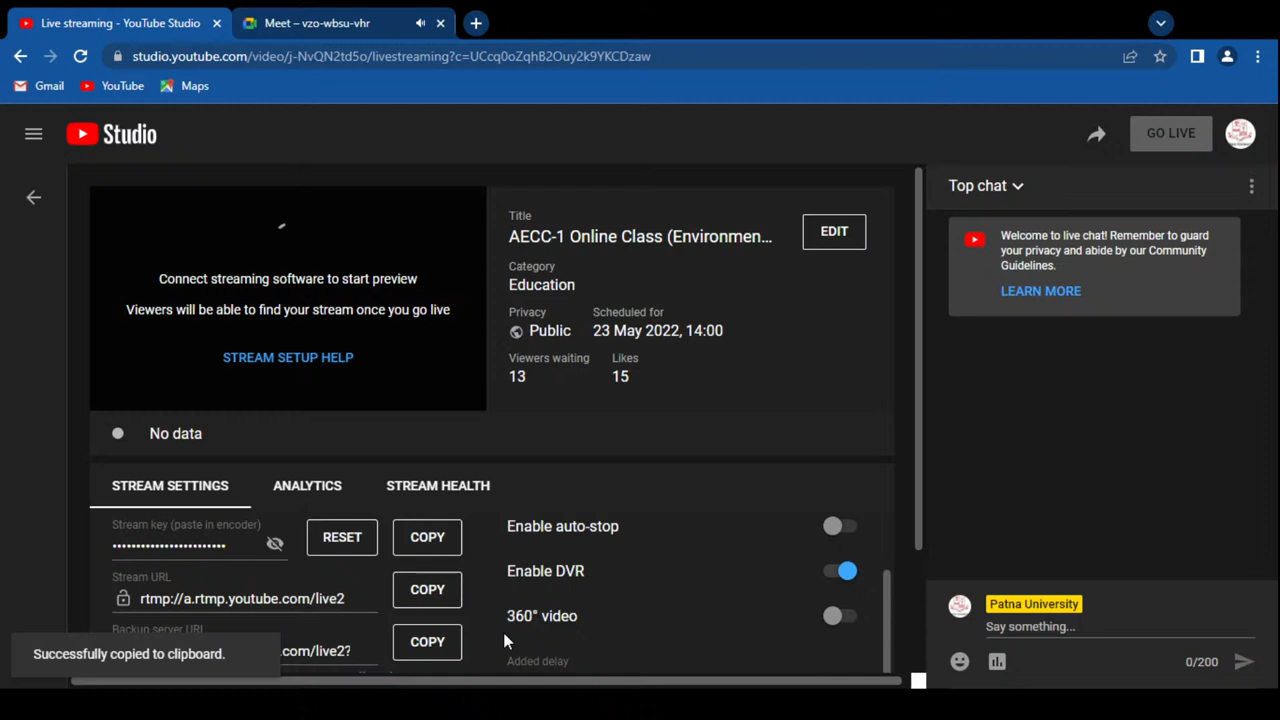 Live streaming - YouTube Studio
Meet – vzo-wbsu-vhr
studio.youtube.com/video/j-NvQN2td5o/livestreaming?c=UCcq0oZqhB2Ouy2k9YKCDzaw
Gmail
YouTube
Maps
Studio
GO LIVE
Connect streaming software to start preview
Viewers will be able to find your stream once you go live
STREAM SETUP HELP
Title
AECC-1 Online Class (Environmen...
EDIT
Category
Education
Privacy
Scheduled for
Public
23 May 2022, 14:00
Viewers waiting
Likes
13
15
No data
STREAM SETTINGS
ANALYTICS
STREAM HEALTH
Stream key (paste in encoder)
••••••••••••••••••••••••
RESET
COPY
Stream URL
rtmp://a.rtmp.youtube.com/live2
COPY
Backup server URL
.com/live2?
COPY
Enable auto-stop
Enable DVR
360° video
Added delay
Successfully copied to clipboard.
Top chat
Welcome to live chat! Remember to guard
your privacy and abide by our Community
Guidelines.
LEARN MORE
Patna University
Say something...
0/200